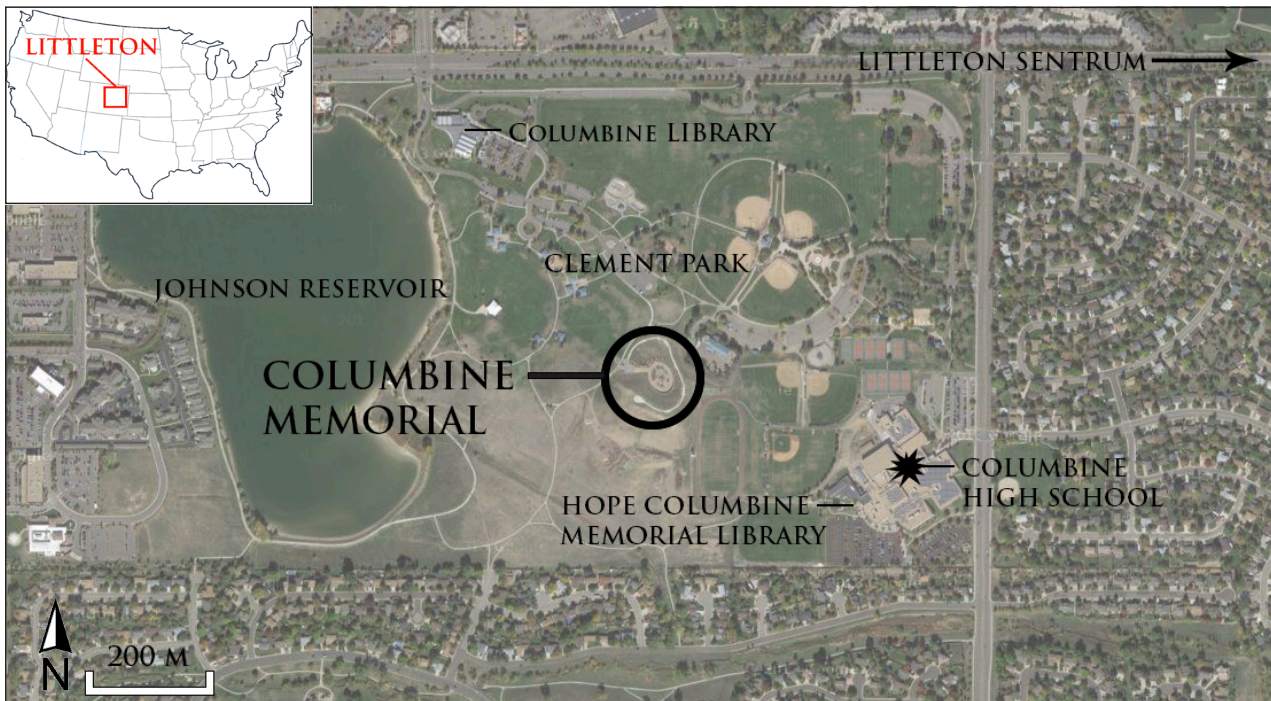 LITTLETON
LITTLETON SENTRUM
COLUMBINE LIBRARY
CLEMENT PARK
JOHNSON RESERVOIR
COLUMBINE
MEMORIAL
COLUMBINE
HIGH SCHOOL
HOPE COLUMBINE
MEMORIAL LIBRARY
200 M
N